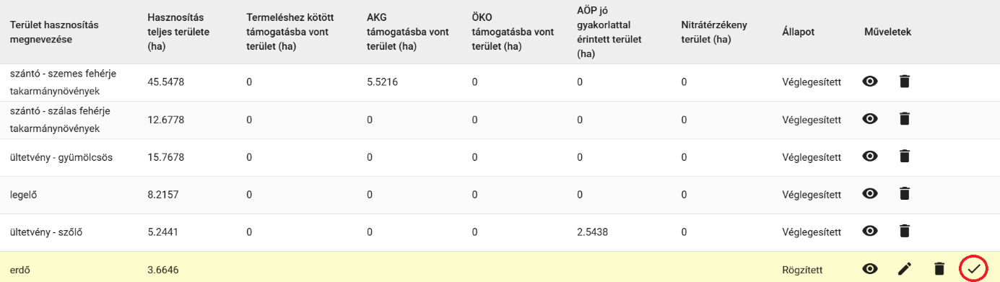 Terület hasznosítás megnevezése
Hasznosítás teljes területe (ha)
Termeléshez kötött támogatásba vont terület (ha)
AKG támogatásba vont terület (ha)
ÖKO támogatásba vont terület (ha)
AÖP jó gyakorlattal érintett terület (ha)
Nitrátérzékeny terület (ha)
Állapot
Műveletek
szántó - szemes fehérje takarmánynövények 45.5478 0 5.5216 0 0 0 Véglegesített
szántó - szálas fehérje takarmánynövények 12.6778 0 0 0 0 0 Véglegesített
ültetvény - gyümölcsös 15.7678 0 0 0 0 0 Véglegesített
legelő 8.2157 0 0 0 0 0 Véglegesített
ültetvény - szőlő 5.2441 0 0 0 2.5438 0 Véglegesített
erdő 3.6646 Rögzített